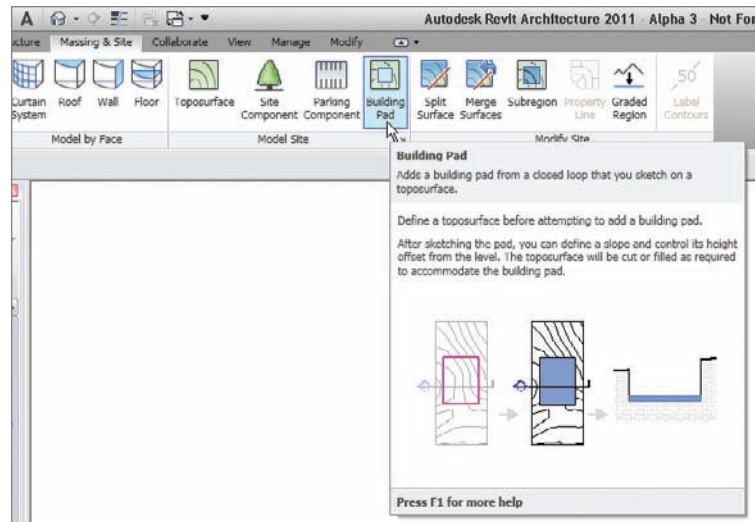 Autodesk Revit Architecture 2011 - Alpha 3 - Not For
Massing & Site Collaborate View Manage Modify
Curtain System
Roof
Wall
Floor
Toposurface
Site Component
Parking Component
Building Pad
Split Surface
Merge Surfaces
Subregion
Property Line
Graded Region
50
Label Contours
Model by Face
Model Site
Modify Site
Building Pad
Adds a building pad from a closed loop that you sketch on a
toposurface.
Define a toposurface before attempting to add a building pad.
After sketching the pad, you can define a slope and control its height
offset from the level. The toposurface will be cut or filled as required
to accommodate the building pad.
Press F1 for more help